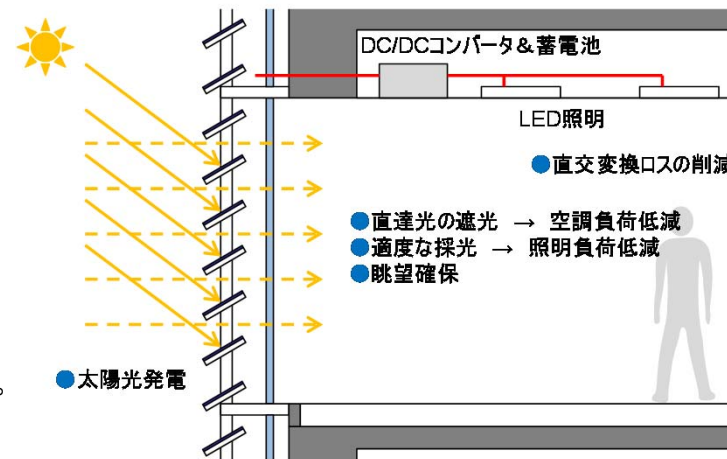 DC/DCコンバータ&蓄電池
LED照明
●直交変換ロスの削減
●直達光の遮光 → 空調負荷低減
●適度な採光 → 照明負荷低減
●眺望確保
●太陽光発電
。